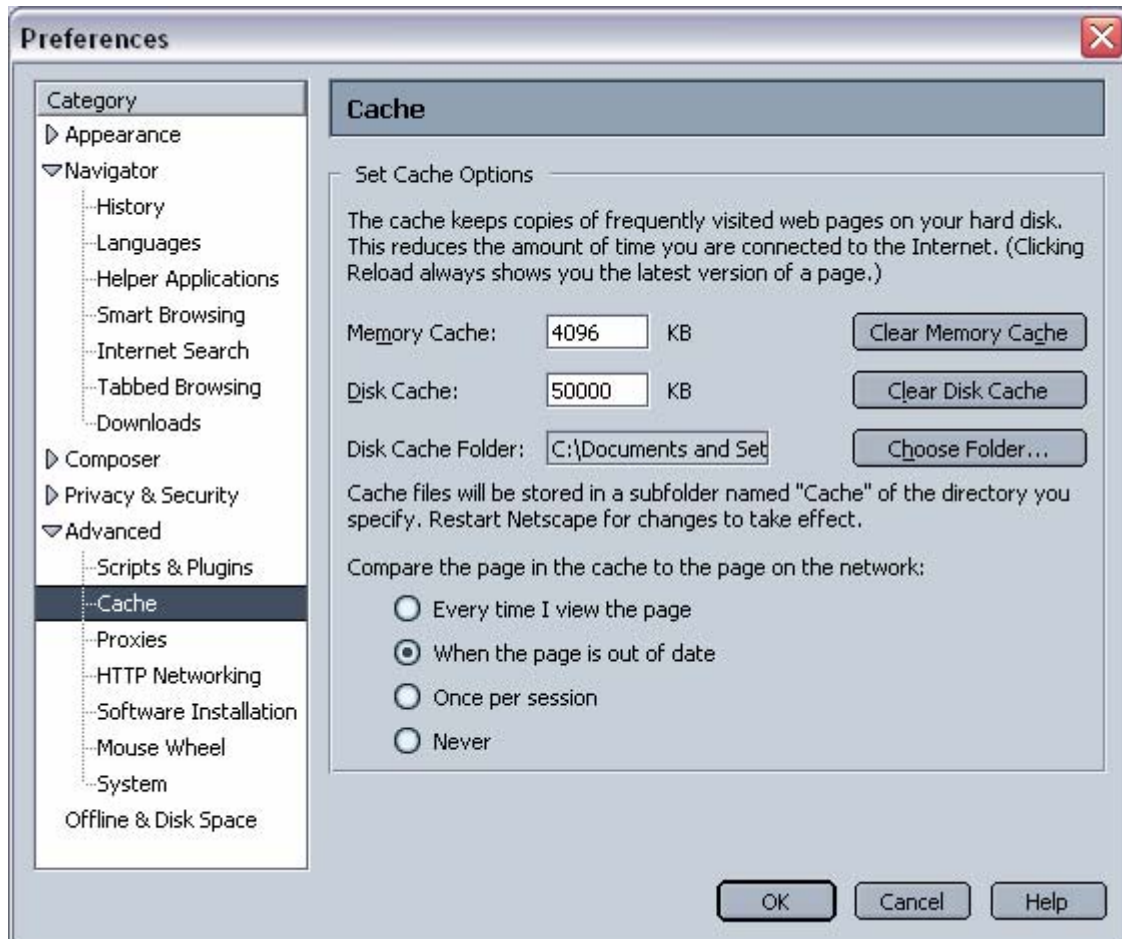 Preferences
Category
Appearance
Navigator
History
Languages
Helper Applications
Smart Browsing
Internet Search
Tabbed Browsing
Downloads
Composer
Privacy & Security
Advanced
Scripts & Plugins
Cache
Proxies
HTTP Networking
Software Installation
Mouse Wheel
System
Offline & Disk Space
Cache
Set Cache Options
The cache keeps copies of frequently visited web pages on your hard disk.
This reduces the amount of time you are connected to the Internet. (Clicking
Reload always shows you the latest version of a page.)
Memory Cache: 4096 KB Clear Memory Cache
Disk Cache: 50000 KB Clear Disk Cache
Disk Cache Folder: C:\Documents and Set Choose Folder...
Cache files will be stored in a subfolder named "Cache" of the directory you
specify. Restart Netscape for changes to take effect.
Compare the page in the cache to the page on the network:
Every time I view the page
When the page is out of date
Once per session
Never
OK Cancel Help